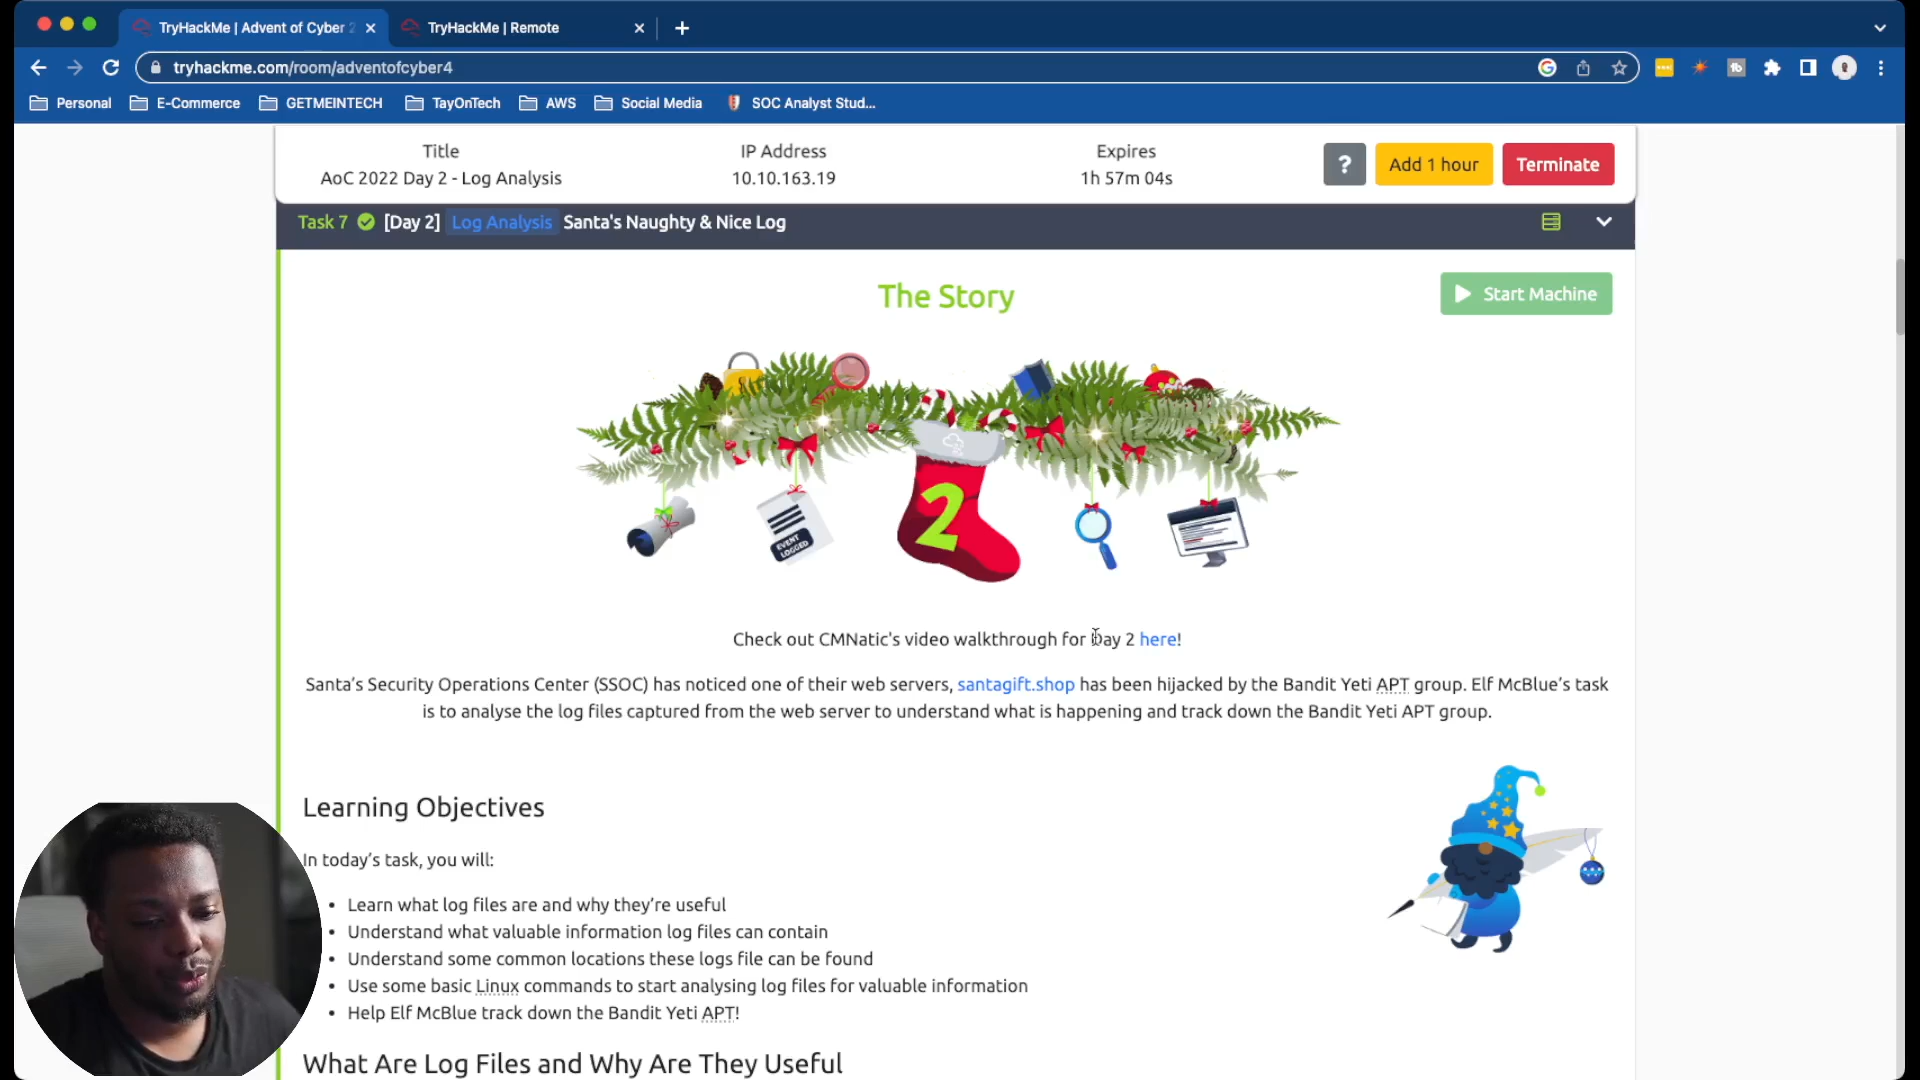 TryHackMe | Advent of Cyber 2
TryHackMe | Remote
tryhackme.com/room/adventofcyber4
Personal E-Commerce GETMEINTECH TayOnTech AWS Social Media SOC Analyst Stud...
Title IP Address Expires
AoC 2022 Day 2 - Log Analysis 10.10.163.19 1h 57m 04s
? Add 1 hour Terminate
Task 7 [Day 2] Log Analysis Santa's Naughty & Nice Log
The Story
Start Machine
2
EVENT
LOGGED
Check out CMNatic's video walkthrough for Day 2 here!
Santa’s Security Operations Center (SSOC) has noticed one of their web servers, santagift.shop has been hijacked by the Bandit Yeti APT group. Elf McBlue’s task
is to analyse the log files captured from the web server to understand what is happening and track down the Bandit Yeti APT group.
Learning Objectives
In today’s task, you will:
• Learn what log files are and why they’re useful
• Understand what valuable information log files can contain
• Understand some common locations these logs file can be found
• Use some basic Linux commands to start analysing log files for valuable information
• Help Elf McBlue track down the Bandit Yeti APT!
What Are Log Files and Why Are They Useful